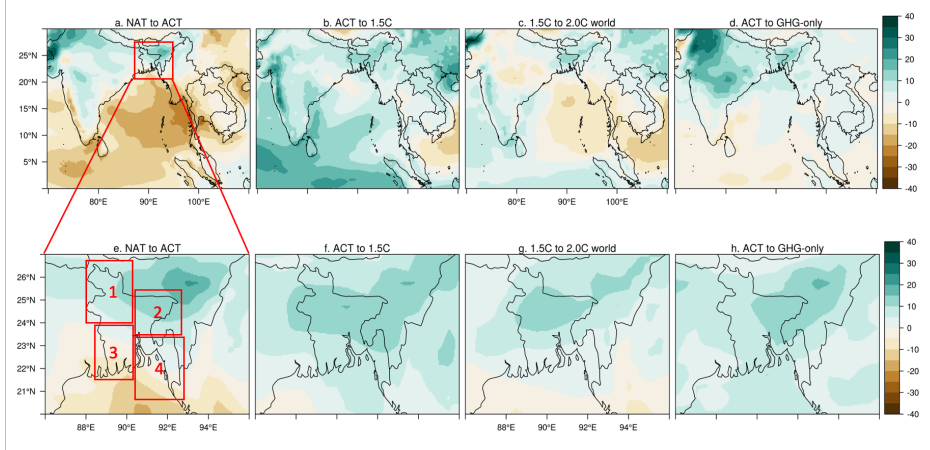 a. NAT to ACT
b. ACT to 1.5C
c. 1.5C to 2.0C world
d. ACT to GHG-only
25°N
20°N
15°N
10°N
5°N
80°E 90°E 100°E
80°E 90°E 100°E
40
30
20
10
0
-10
-20
-30
-40
e. NAT to ACT
f. ACT to 1.5C
g. 1.5C to 2.0C world
h. ACT to GHG-only
26°N
25°N
24°N
23°N
22°N
21°N
1
2
3
4
88°E 90°E 92°E 94°E
88°E 90°E 92°E 94°E
40
30
20
10
0
-10
-20
-30
-40